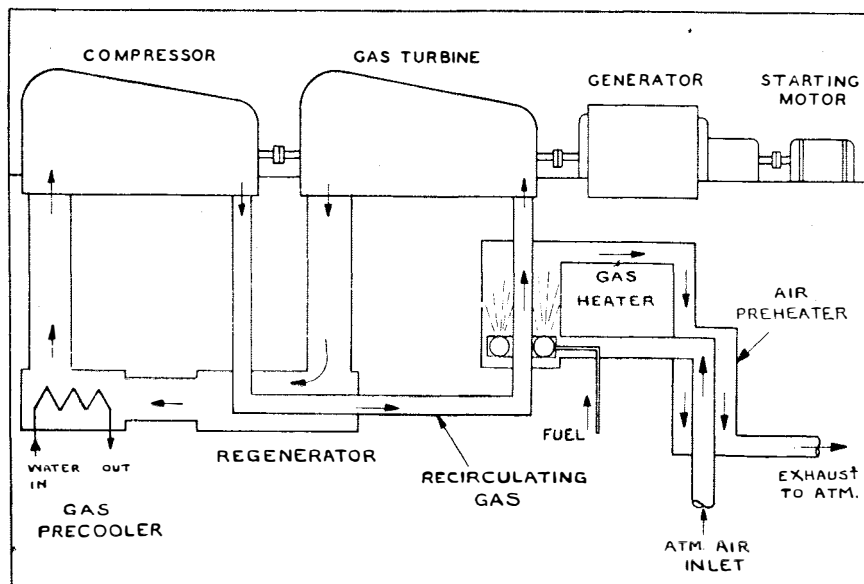 COMPRESSOR
GAS TURBINE
GENERATOR
STARTING
MOTOR
GAS
HEATER
AIR
PREHEATER
FUEL
WATER
IN
OUT
REGENERATOR
RECIRCULATING
GAS
GAS
PRECOOLER
EXHAUST
TO ATM.
ATM. AIR
INLET